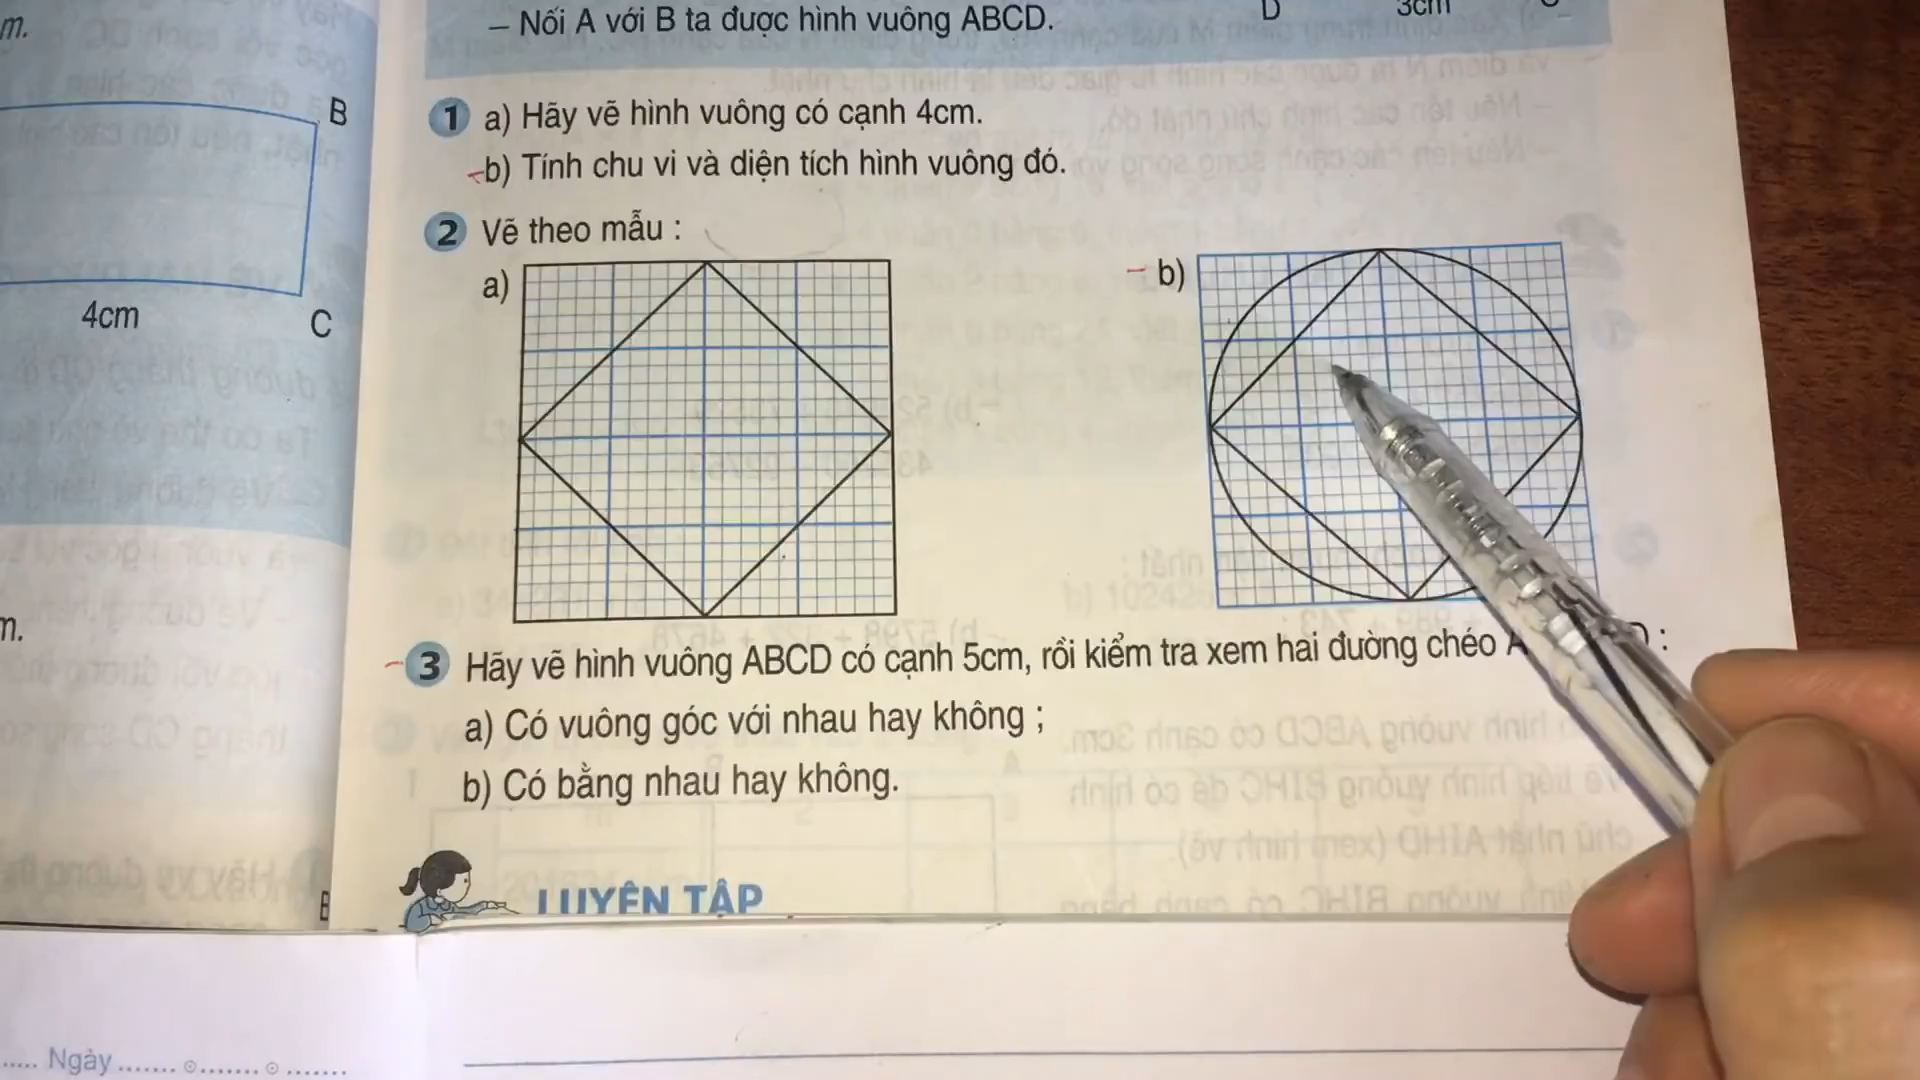 m.
B
4cm
C
m.
B
– Nối A với B ta được hình vuông ABCD.
D 3cm C
1 a) Hãy vẽ hình vuông có cạnh 4cm.
b) Tính chu vi và diện tích hình vuông đó.
2 Vẽ theo mẫu :
a)
b)
3 Hãy vẽ hình vuông ABCD có cạnh 5cm, rồi kiểm tra xem hai đường chéo A D :
a) Có vuông góc với nhau hay không ;
b) Có bằng nhau hay không.
LUYỆN TẬP
..... Ngày ....... ....... .......